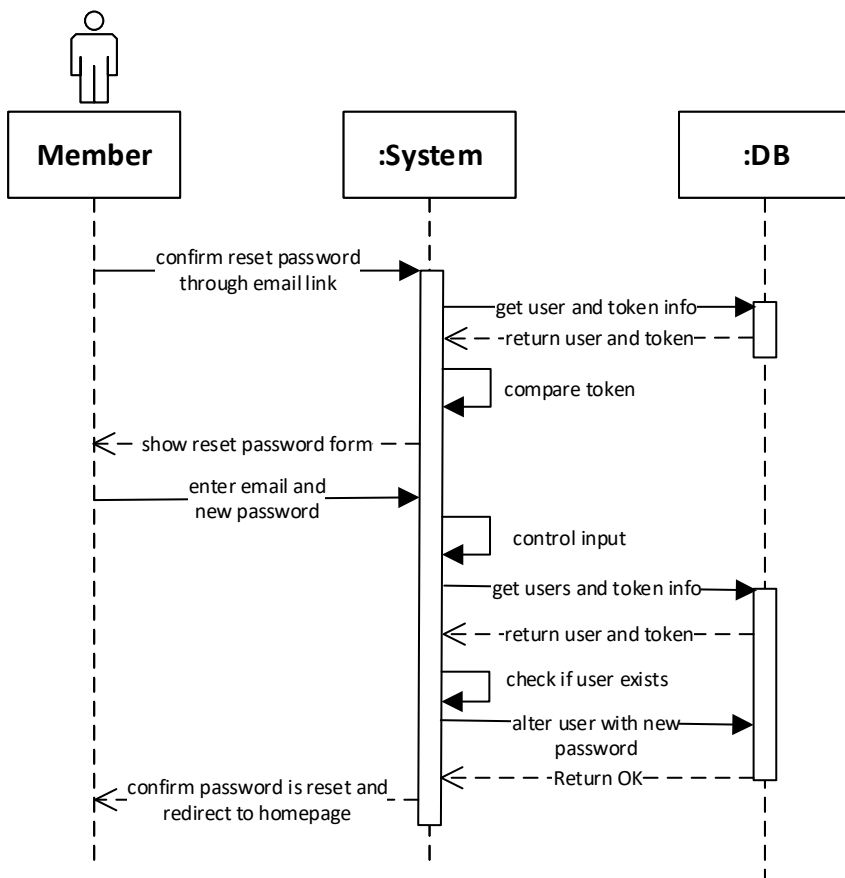 Member
:System
:DB
confirm reset password
through email link
get user and token info
return user and token
compare token
show reset password form
enter email and
new password
control input
get users and token info
return user and token
check if user exists
alter user with new
password
Return OK
confirm password is reset and
redirect to homepage